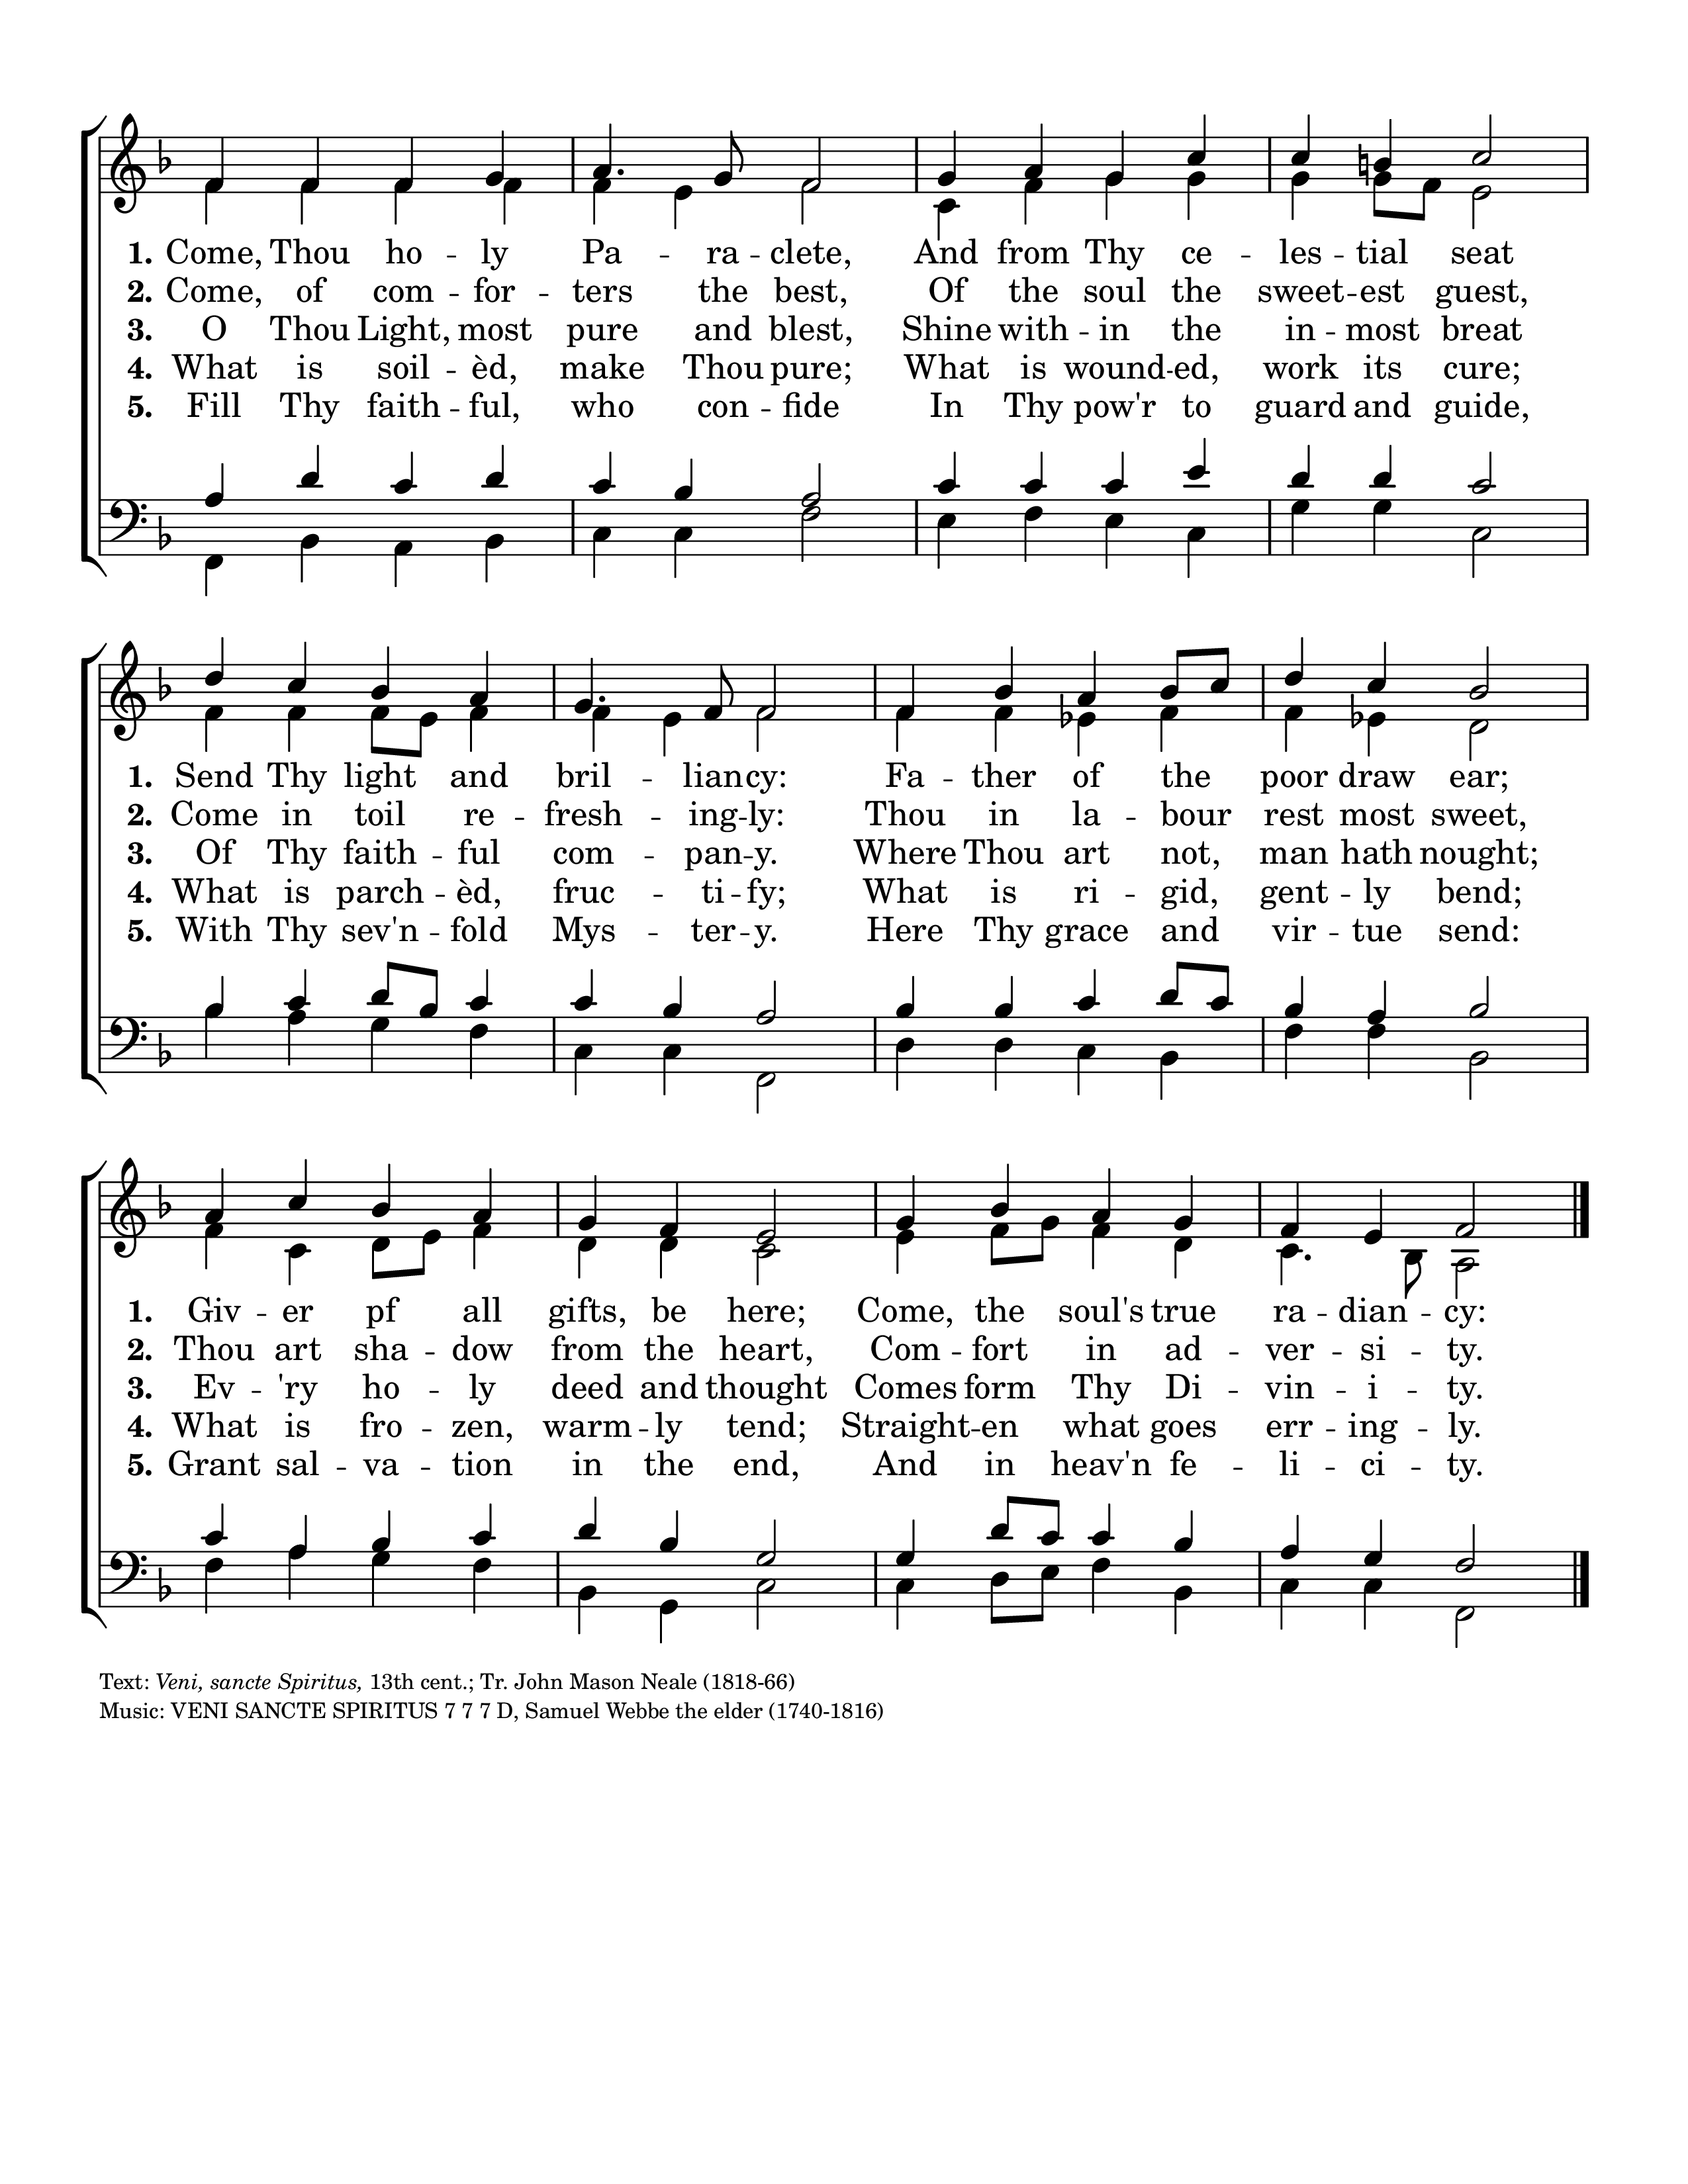 1. Come, Thou ho -- ly Pa -- ra -- clete, And from Thy ce -- les -- tial seat
2. Come, of com -- for -- ters the best, Of the soul the sweet -- est guest,
3. O Thou Light, most pure and blest, Shine with -- in the in -- most breat
4. What is soil -- èd, make Thou pure; What is wound -- ed, work its cure;
5. Fill Thy faith -- ful, who con -- fide In Thy pow'r to guard and guide,
1. Send Thy light and bril -- liancy: Fa -- ther of the poor draw ear;
2. Come in toil re -- fresh -- ing -- ly: Thou in la -- bour rest most sweet,
3. Of Thy faith -- ful com -- pan -- y. Where Thou art not, man hath nought;
4. What is parch -- èd, fruc -- ti -- fy; What is ri -- gid, gent -- ly bend;
5. With Thy sev'n -- fold Mys -- ter -- y. Here Thy grace and vir -- tue send:
1. Giv -- er pf all gifts, be here; Come, the soul's true ra -- dian -- cy:
2. Thou art sha -- dow from the heart, Com -- fort in ad -- ver -- si -- ty.
3. Ev -- 'ry ho -- ly deed and thought Comes form Thy Di -- vin -- i -- ty.
4. What is fro -- zen, warm -- ly tend; Straight -- en what goes err -- ing -- ly.
5. Grant sal -- va -- tion in the end, And in heav'n fe -- li -- ci -- ty.
Text: Veni, sancte Spiritus, 13th cent.; Tr. John Mason Neale (1818-66)
Music: VENI SANCTE SPIRITUS 7 7 7 D, Samuel Webbe the elder (1740-1816)